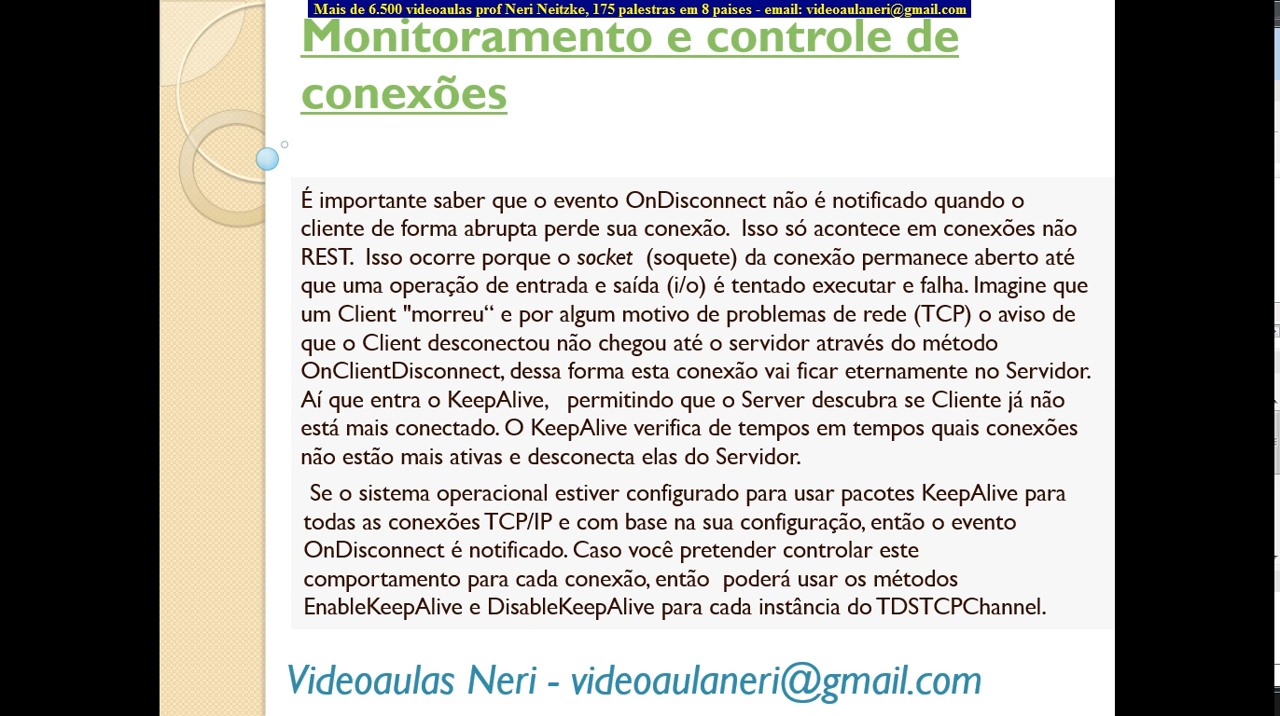 Mais de 6.500 videoaulas prof Neri Neitzke, 175 palestras em 8 paises - email: videoaulaneri@gmail.com
Monitoramento e controle de
conexões
É importante saber que o evento OnDisconnect não é notificado quando o
cliente de forma abrupta perde sua conexão. Isso só acontece em conexões não
REST. Isso ocorre porque o socket (soquete) da conexão permanece aberto até
que uma operação de entrada e saída (i/o) é tentado executar e falha. Imagine que
um Client "morreu“ e por algum motivo de problemas de rede (TCP) o aviso de
que o Client desconectou não chegou até o servidor através do método
OnClientDisconnect, dessa forma esta conexão vai ficar eternamente no Servidor.
Aí que entra o KeepAlive, permitindo que o Server descubra se Cliente já não
está mais conectado. O KeepAlive verifica de tempos em tempos quais conexões
não estão mais ativas e desconecta elas do Servidor.
Se o sistema operacional estiver configurado para usar pacotes KeepAlive para
todas as conexões TCP/IP e com base na sua configuração, então o evento
OnDisconnect é notificado. Caso você pretender controlar este
comportamento para cada conexão, então poderá usar os métodos
EnableKeepAlive e DisableKeepAlive para cada instância do TDSTCPChannel.
Videoaulas Neri - videoaulaneri@gmail.com